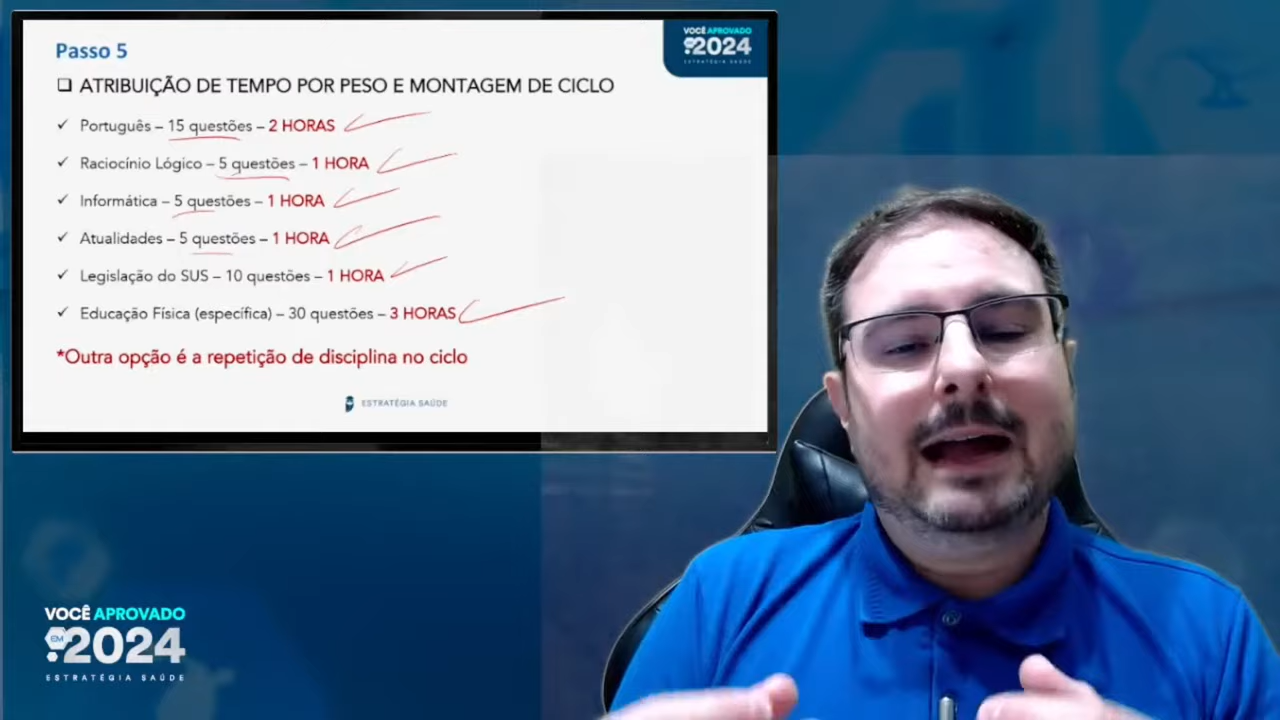 Passo 5
VOCÊ APROVADO
EM 2024
ESTRATÉGIA SAÚDE
ATRIBUIÇÃO DE TEMPO POR PESO E MONTAGEM DE CICLO
Português – 15 questões – 2 HORAS
Raciocínio Lógico – 5 questões – 1 HORA
Informática – 5 questões – 1 HORA
Atualidades – 5 questões – 1 HORA
Legislação do SUS – 10 questões – 1 HORA
Educação Física (específica) – 30 questões – 3 HORAS
*Outra opção é a repetição de disciplina no ciclo
ESTRATÉGIA SAÚDE
VOCÊ APROVADO
EM 2024
ESTRATÉGIA SAÚDE